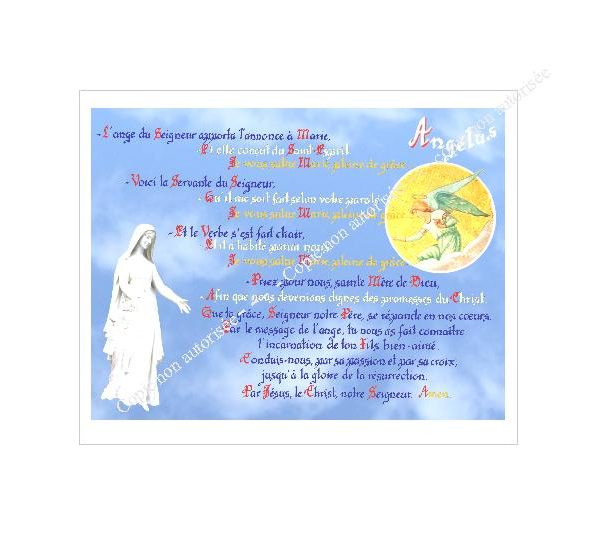 Angelus
- L'ange du Seigneur apporta l'annonce à Marie.
- Et elle conçut du Saint Esprit.
Je vous salue Marie, pleine de grâce
- Voici la Servante du Seigneur,
- Qu'il me soit fait selon votre parole
Je vous salue Marie, pleine de grâce
- Et le Verbe s'est fait chair,
- Et il a habité parmi nous.
Je vous salue Marie, pleine de grâce
- Priez pour nous, sainte Mère de Dieu,
- Afin que nous devenions dignes des promesses du Christ.
Que ta grâce, Seigneur notre Père, se répande en nos coeurs.
Par le message de l'ange, tu nous as fait connaître
l'incarnation de ton Fils bien-aimé.
Conduis-nous, par sa passion et par sa croix,
jusqu'à la gloire de la résurrection.
Par Jésus, le Christ, notre Seigneur. Amen.
Copie non autorisée
Copie non autorisée
Copie non autorisée